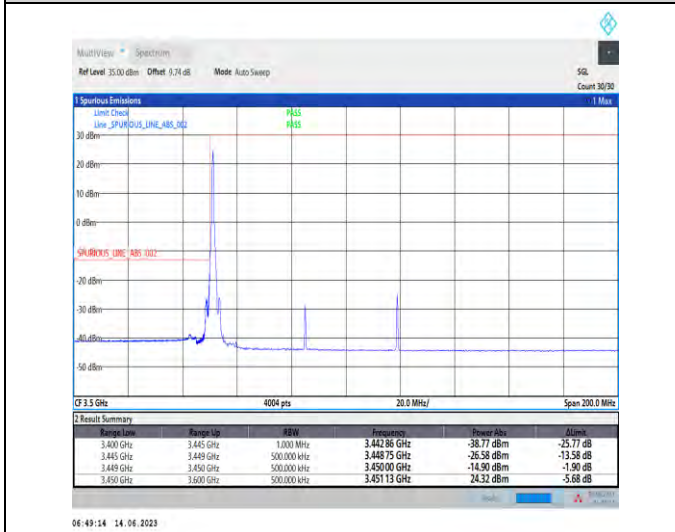 MultiView Spectrum
Ref Level 35.00 dBm Offset 9.74 dB Mode Auto Sweep SGL
Count 30/30
1 Spurious Emissions 1 Max
Limit Check PASS
Line _SPURIOUS_LINE_ABS_002 PASS
30 dBm
20 dBm
10 dBm
0 dBm
_SPURIOUS_LINE_ABS_002
-20 dBm
-30 dBm
-40 dBm
-50 dBm
CF 3.5 GHz 4004 pts 20.0 MHz/ Span 200.0 MHz
2 Result Summary
Range Low Range Up RBW Frequency Power Abs ΔLimit
3.400 GHz 3.445 GHz 1.000 MHz 3.442 86 GHz -38.77 dBm -25.77 dB
3.445 GHz 3.449 GHz 500.000 kHz 3.448 75 GHz -26.58 dBm -13.58 dB
3.449 GHz 3.450 GHz 500.000 kHz 3.450 00 GHz -14.90 dBm -1.90 dB
3.450 GHz 3.600 GHz 500.000 kHz 3.451 13 GHz 24.32 dBm -5.68 dB
06:49:14 14.06.2023